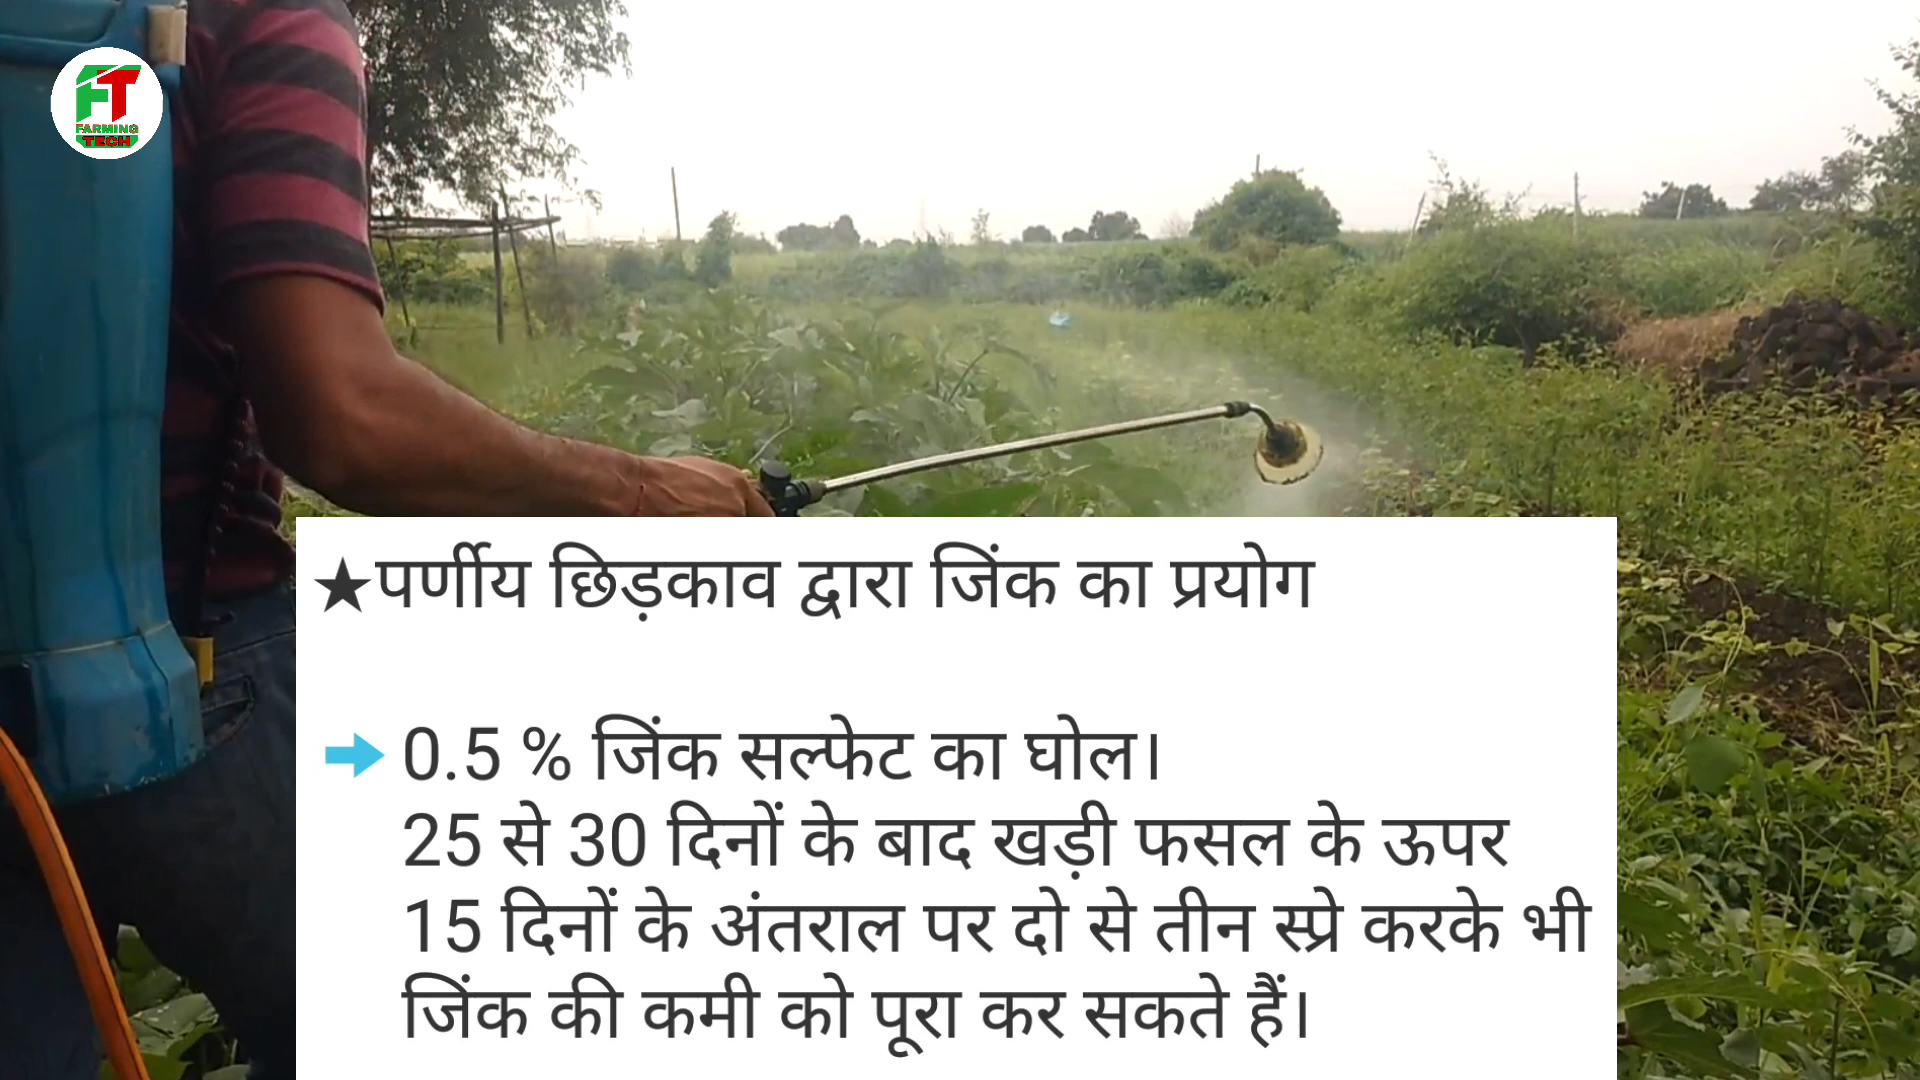 FT
FARMING
TECH
★पर्णीय छिड़काव द्वारा जिंक का प्रयोग
➡ 0.5 % जिंक सल्फेट का घोल।
25 से 30 दिनों के बाद खड़ी फसल के ऊपर
15 दिनों के अंतराल पर दो से तीन स्प्रे करके भी
जिंक की कमी को पूरा कर सकते हैं।